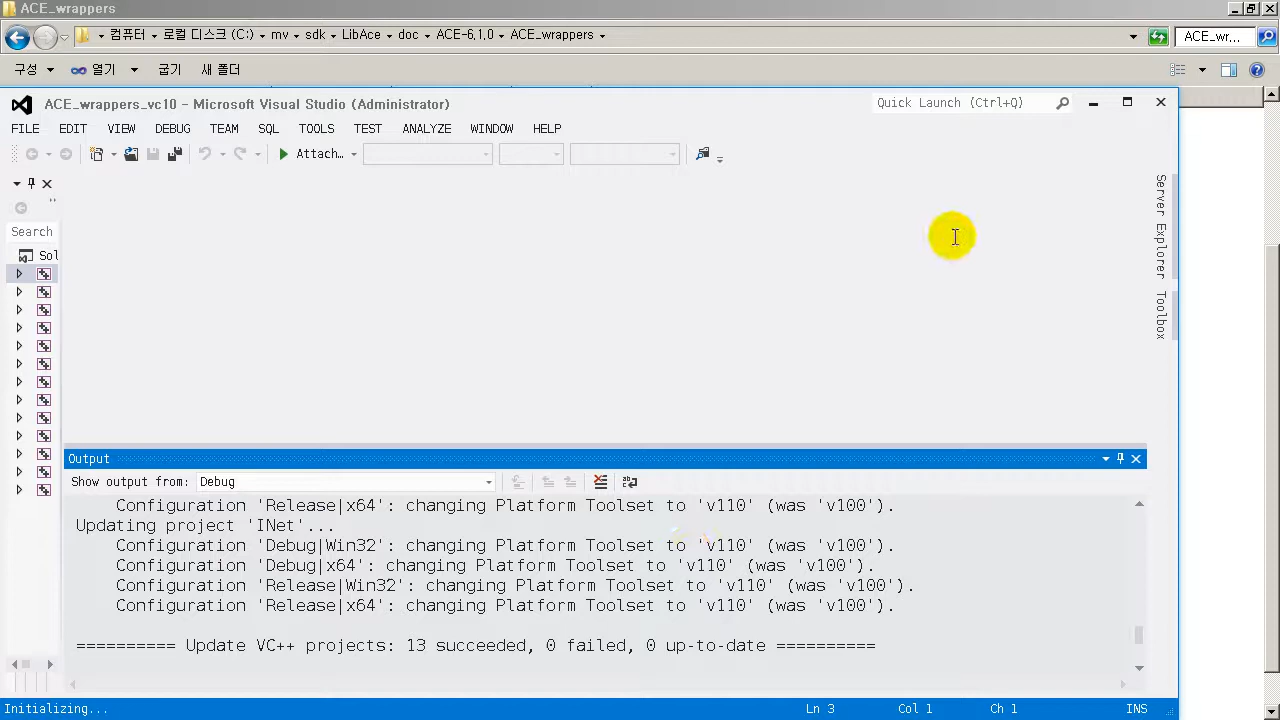 ACE_wrappers
컴퓨터 ▸ 로컬 디스크 (C:) ▸ mv ▸ sdk ▸ LibAce ▸ doc ▸ ACE-6,1,0 ▸ ACE_wrappers ▸
ACE_wr...
구성 열기 굽기 새 폴더
ACE_wrappers_vc10 - Microsoft Visual Studio (Administrator)
Quick Launch (Ctrl+Q)
FILE EDIT VIEW DEBUG TEAM SQL TOOLS TEST ANALYZE WINDOW HELP
Attach..
Search
Sol
Server Explorer
Toolbox
Output
Show output from: Debug
Configuration 'Release|x64': changing Platform Toolset to 'v110' (was 'v100').
Updating project 'INet'...
Configuration 'Debug|Win32': changing Platform Toolset to 'v110' (was 'v100').
Configuration 'Debug|x64': changing Platform Toolset to 'v110' (was 'v100').
Configuration 'Release|Win32': changing Platform Toolset to 'v110' (was 'v100').
Configuration 'Release|x64': changing Platform Toolset to 'v110' (was 'v100').
========== Update VC++ projects: 13 succeeded, 0 failed, 0 up-to-date ==========
Initializing... Ln 3 Col 1 Ch 1 INS